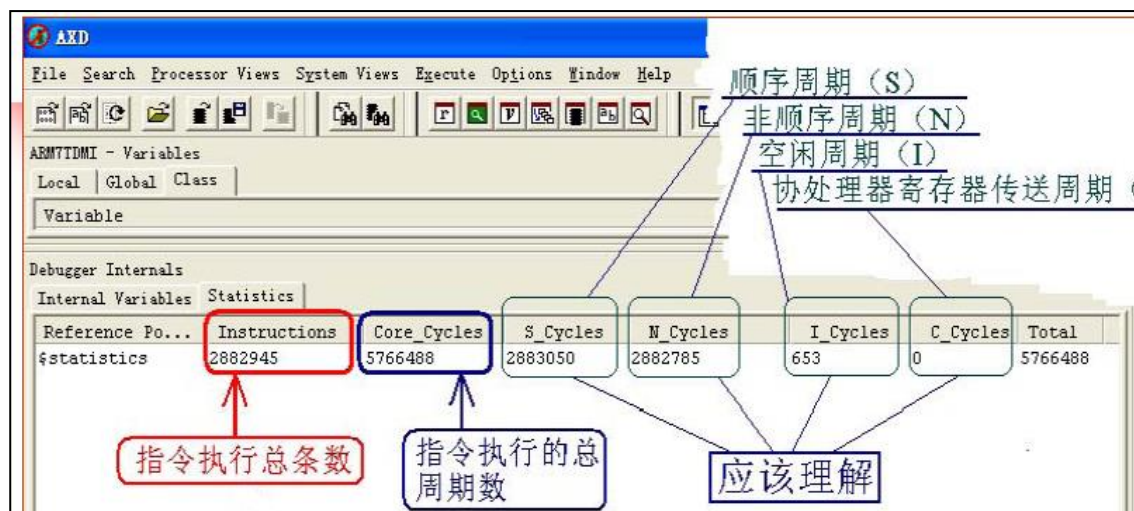 AXD
File Search Processor Views System Views Execute Options Window Help
顺序周期（S）
非顺序周期（N）
空闲周期（I）
协处理器寄存器传送周期（
ARM7TDMI - Variables
Local Global Class
Variable
Debugger Internals
Internal Variables Statistics
Reference Po... Instructions Core_Cycles S_Cycles N_Cycles I_Cycles C_Cycles Total
$statistics 2882945 5766488 2883050 2882785 653 0 5766488
指令执行总条数
指令执行的总
周期数
应该理解